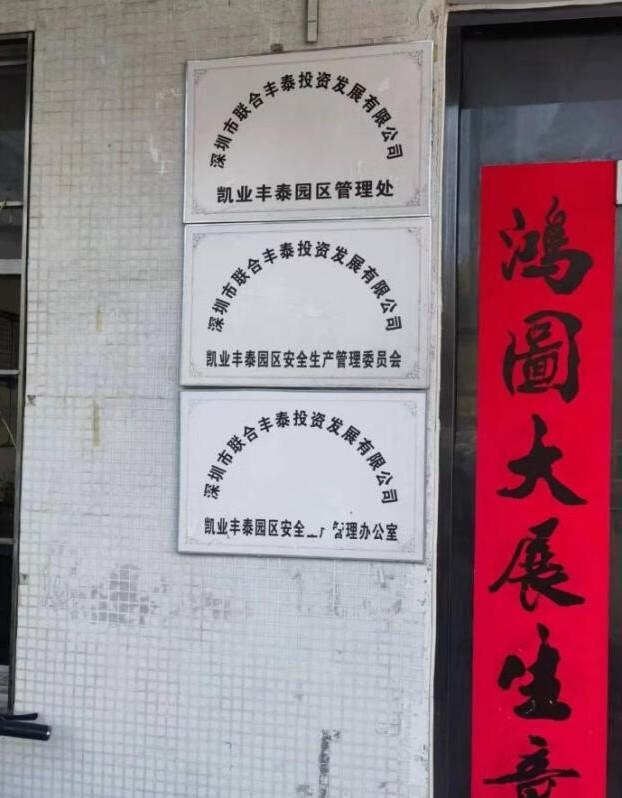 深圳市联合丰泰投资发展有限公司
凯业丰泰园区管理处
深圳市联合丰泰投资发展有限公司
凯业丰泰园区安全生产管理委员会
深圳市联合丰泰投资发展有限公司
凯业丰泰园区安全生产管理办公室
鸿圖大展生意